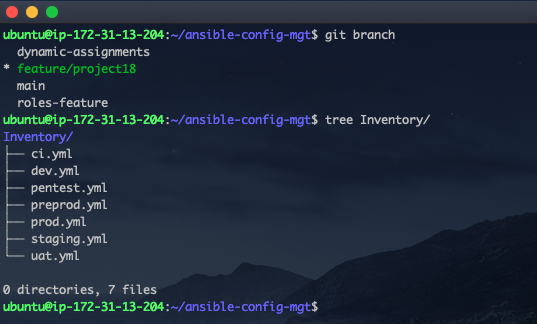 ubuntu@ip-172-31-13-204:~/ansible-config-mgt$ git branch
  dynamic-assignments
* feature/project18
  main
  roles-feature
ubuntu@ip-172-31-13-204:~/ansible-config-mgt$ tree Inventory/
Inventory/
├── ci.yml
├── dev.yml
├── pentest.yml
├── preprod.yml
├── prod.yml
├── staging.yml
└── uat.yml

0 directories, 7 files
ubuntu@ip-172-31-13-204:~/ansible-config-mgt$